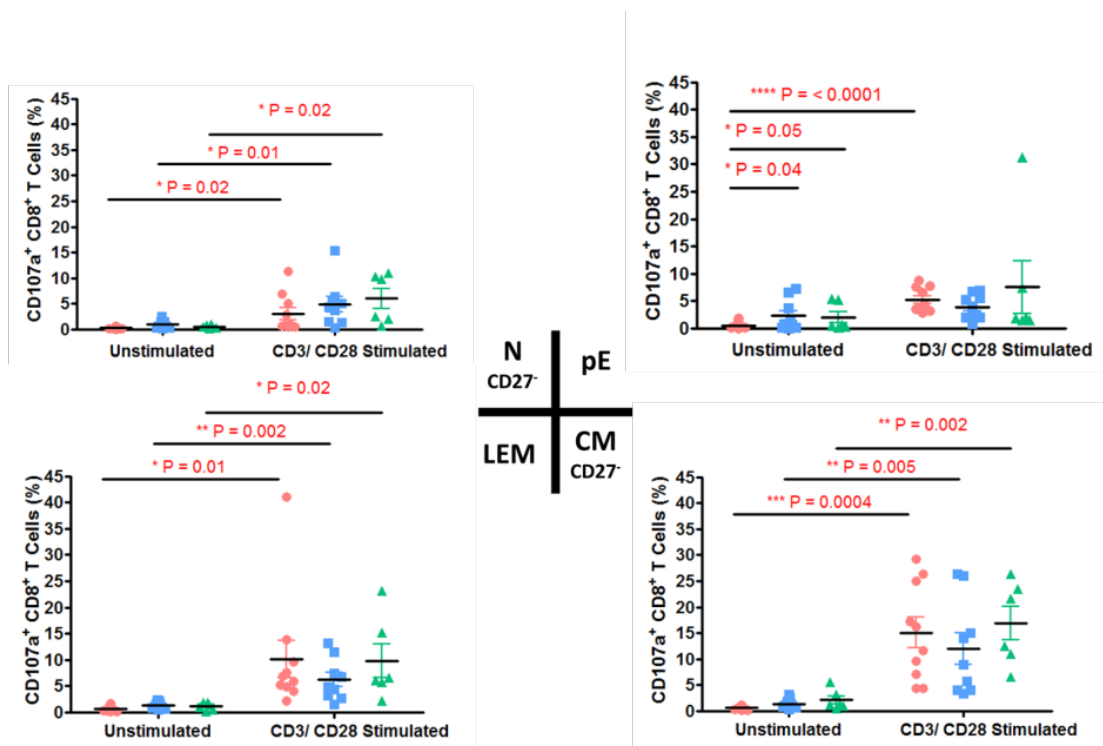 45
40
35
30
25
20
15
10
5
0
CD107a⁺ CD8⁺ T Cells (%)
* P = 0.02
* P = 0.01
* P = 0.02
Unstimulated
CD3/ CD28 Stimulated
45
40
35
30
25
20
15
10
5
0
CD107a⁺ CD8⁺ T Cells (%)
**** P = < 0.0001
* P = 0.05
* P = 0.04
Unstimulated
CD3/ CD28 Stimulated
N
CD27⁻
pE
LEM
CM
CD27⁻
* P = 0.02
** P = 0.002
* P = 0.01
45
40
35
30
25
20
15
10
5
0
CD107a⁺ CD8⁺ T Cells (%)
Unstimulated
CD3/ CD28 Stimulated
** P = 0.002
** P = 0.005
*** P = 0.0004
45
40
35
30
25
20
15
10
5
0
CD107a⁺ CD8⁺ T Cells (%)
Unstimulated
CD3/ CD28 Stimulated